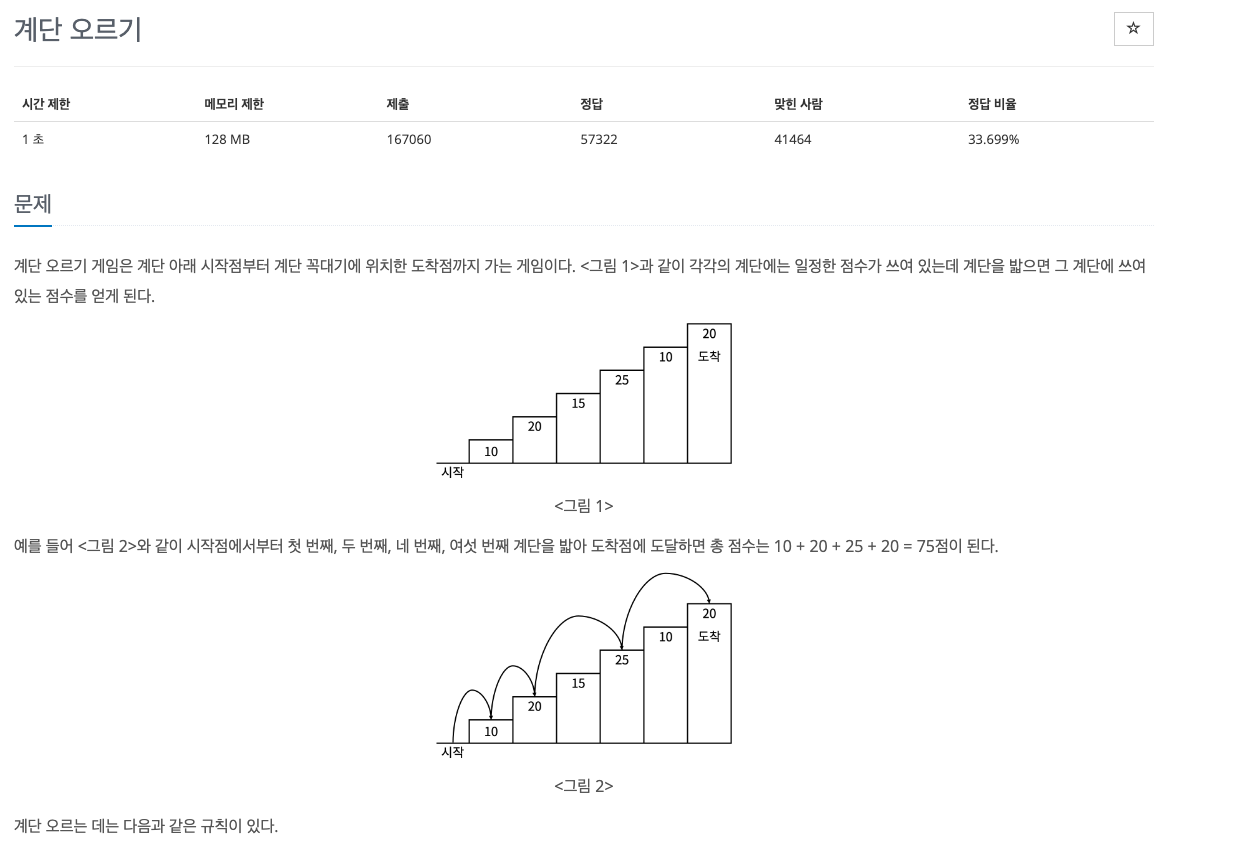 계단 오르기
☆
시간 제한 메모리 제한 제출 정답 맞힌 사람 정답 비율
1 초 128 MB 167060 57322 41464 33.699%
문제
계단 오르기 게임은 계단 아래 시작점부터 계단 꼭대기에 위치한 도착점까지 가는 게임이다. <그림 1>과 같이 각각의 계단에는 일정한 점수가 쓰여 있는데 계단을 밟으면 그 계단에 쓰여
있는 점수를 얻게 된다.
20
10 도착
25
15
20
10
시작
<그림 1>
예를 들어 <그림 2>와 같이 시작점에서부터 첫 번째, 두 번째, 네 번째, 여섯 번째 계단을 밟아 도착점에 도달하면 총 점수는 10 + 20 + 25 + 20 = 75점이 된다.
20
10 도착
25
15
20
10
시작
<그림 2>
계단 오르는 데는 다음과 같은 규칙이 있다.